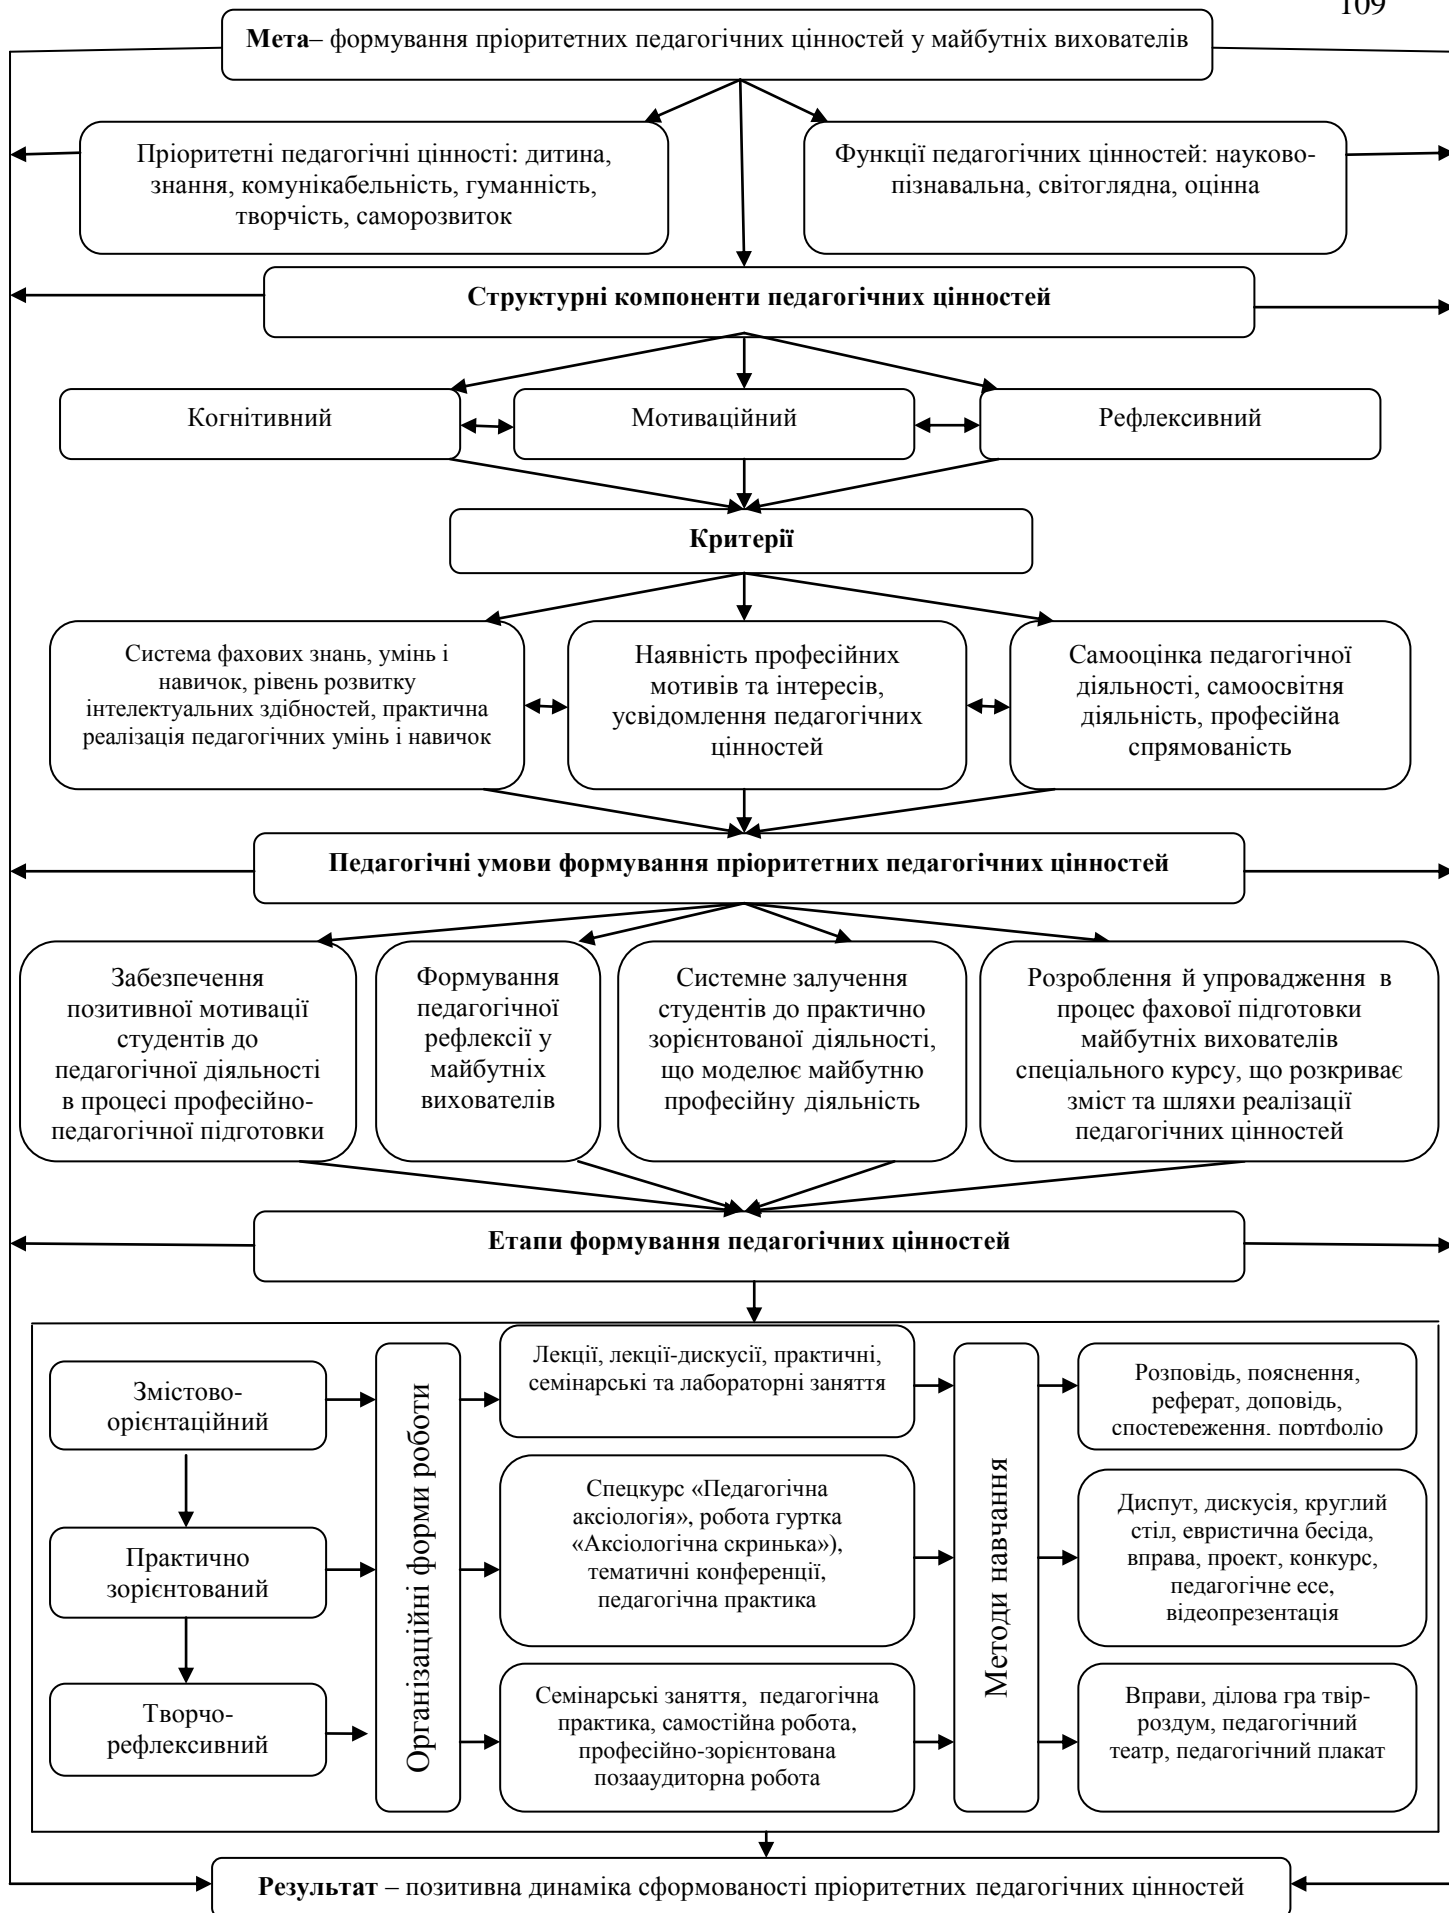 109
Мета– формування пріоритетних педагогічних цінностей у майбутніх вихователів
Пріоритетні педагогічні цінності: дитина,
знання, комунікабельність, гуманність,
творчість, саморозвиток
Функції педагогічних цінностей: науково-
пізнавальна, світоглядна, оцінна
Структурні компоненти педагогічних цінностей
Когнітивний
Мотиваційний
Рефлексивний
Критерії
Система фахових знань, умінь і
навичок, рівень розвитку
інтелектуальних здібностей, практична
реалізація педагогічних умінь і навичок
Наявність професійних
мотивів та інтересів,
усвідомлення педагогічних
цінностей
Самооцінка педагогічної
діяльності, самоосвітня
діяльність, професійна
спрямованість
Педагогічні умови формування пріоритетних педагогічних цінностей
Забезпечення
позитивної мотивації
студентів до
педагогічної діяльності
в процесі професійно-
педагогічної підготовки
Формування
педагогічної
рефлексії у
майбутніх
вихователів
Системне залучення
студентів до практично
зорієнтованої діяльності,
що моделює майбутню
професійну діяльність
Розроблення й упровадження в
процес фахової підготовки
майбутніх вихователів
спеціального курсу, що розкриває
зміст та шляхи реалізації
педагогічних цінностей
Етапи формування педагогічних цінностей
Змістово-
орієнтаційний
Практично
зорієнтований
Творчо-
рефлексивний
Організаційні форми роботи
Лекції, лекції-дискусії, практичні,
семінарські та лабораторні заняття
Спецкурс «Педагогічна
аксіологія», робота гуртка
«Аксіологічна скринька»),
тематичні конференції,
педагогічна практика
Семінарські заняття, педагогічна
практика, самостійна робота,
професійно-зорієнтована
позааудиторна робота
Методи навчання
Розповідь, пояснення,
реферат, доповідь,
спостереження, портфоліо
Диспут, дискусія, круглий
стіл, евристична бесіда,
вправа, проект, конкурс,
педагогічне есе,
відеопрезентація
Вправи, ділова гра твір-
роздум, педагогічний
театр, педагогічний плакат
Результат – позитивна динаміка сформованості пріоритетних педагогічних цінностей